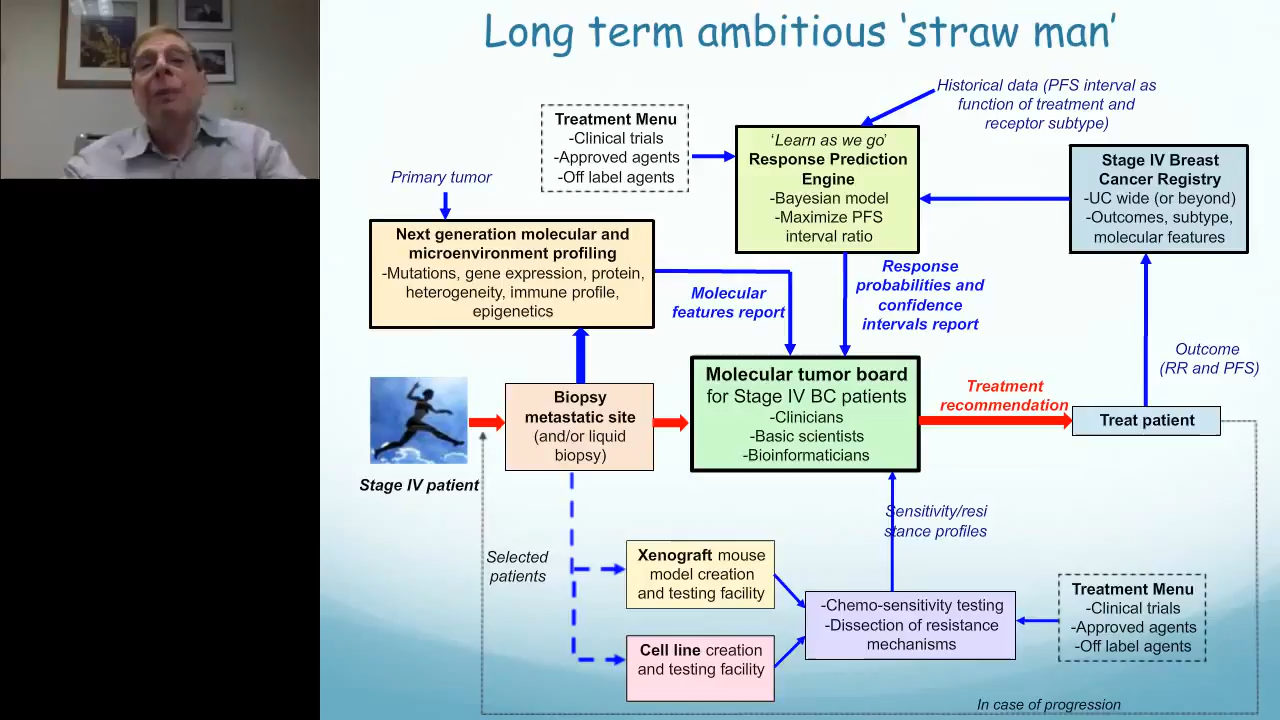 Long term ambitious ‘straw man’
Historical data (PFS interval as
function of treatment and
receptor subtype)
Treatment Menu
-Clinical trials
-Approved agents
-Off label agents
‘Learn as we go’
Response Prediction
Engine
-Bayesian model
-Maximize PFS
interval ratio
Stage IV Breast
Cancer Registry
-UC wide (or beyond)
-Outcomes, subtype,
molecular features
Primary tumor
Next generation molecular and
microenvironment profiling
-Mutations, gene expression, protein,
heterogeneity, immune profile,
epigenetics
Molecular
features report
Response
probabilities and
confidence
intervals report
Outcome
(RR and PFS)
Stage IV patient
Biopsy
metastatic site
(and/or liquid
biopsy)
Molecular tumor board
for Stage IV BC patients
-Clinicians
-Basic scientists
-Bioinformaticians
Treatment
recommendation
Treat patient
Sensitivity/resi
stance profiles
Selected
patients
Xenograft mouse
model creation
and testing facility
Cell line creation
and testing facility
-Chemo-sensitivity testing
-Dissection of resistance
mechanisms
Treatment Menu
-Clinical trials
-Approved agents
-Off label agents
In case of progression